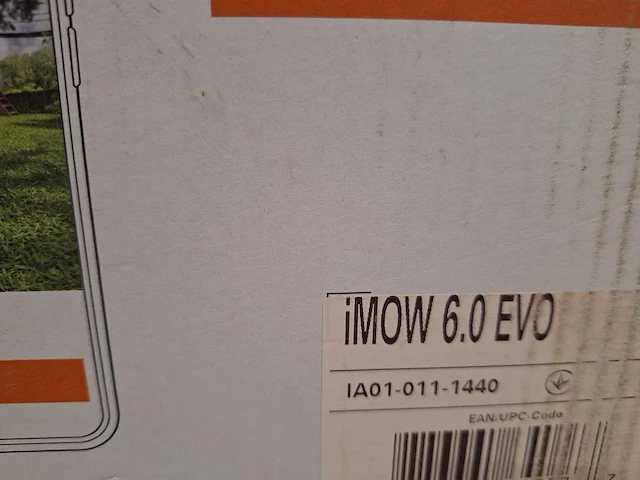 iMOW 6.0 EVO
IA01-011-1440
EAN/UPC-Code